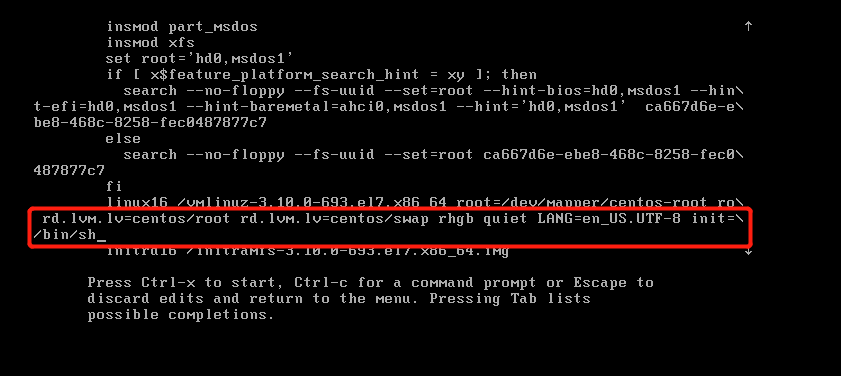 insmod part_msdos
insmod xfs
set root='hd0,msdos1'
if [ x$feature_platform_search_hint = xy ]; then
search --no-floppy --fs-uuid --set=root --hint-bios=hd0,msdos1 --hin\
t-efi=hd0,msdos1 --hint-baremetal=ahci0,msdos1 --hint='hd0,msdos1'  ca667d6e-e\
be8-468c-8258-fec0487877c7
else
search --no-floppy --fs-uuid --set=root ca667d6e-ebe8-468c-8258-fec0\
487877c7
fi
linux16 /vmlinuz-3.10.0-693.el7.x86_64 root=/dev/mapper/centos-root ro\
rd.lvm.lv=centos/root rd.lvm.lv=centos/swap rhgb quiet LANG=en_US.UTF-8 init=\
/bin/sh_
initrd16 /initramfs-3.10.0-693.el7.x86_64.img
Press Ctrl-x to start, Ctrl-c for a command prompt or Escape to
discard edits and return to the menu. Pressing Tab lists
possible completions.